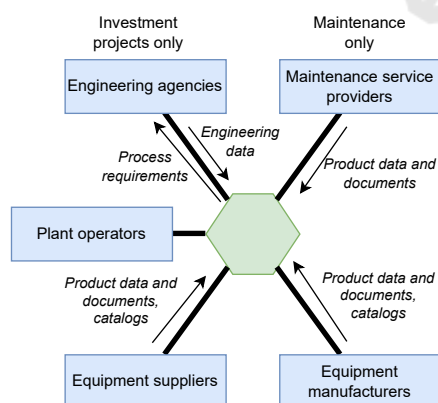 Investment
projects only
Maintenance
only
Engineering agencies
Maintenance service
providers
Engineering
data
Process
requirements
Product data
and documents
Plant operators
Product data and
documents,
catalogs
Product data and
documents,
catalogs
Equipment suppliers
Equipment
manufacturers